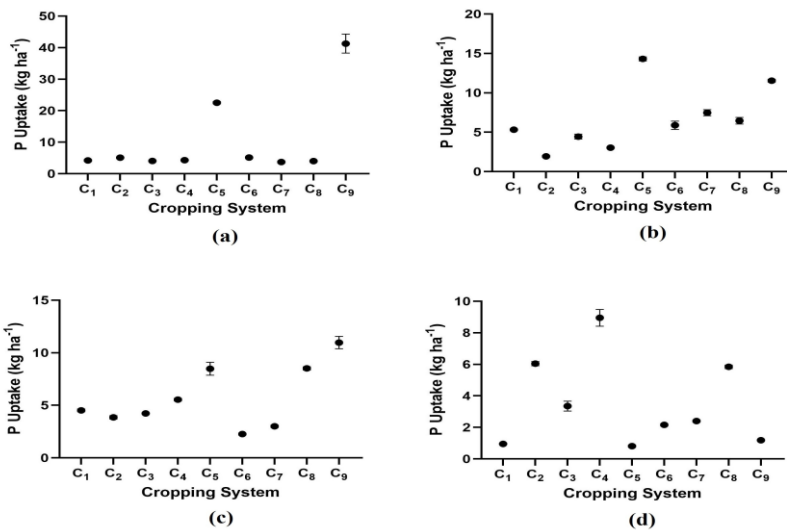 50
40
30
20
10
0
P Uptake (kg ha⁻¹)
C₁ C₂ C₃ C₄ C₅ C₆ C₇ C₈ C₉
Cropping System
(a)
20
15
10
5
0
P Uptake (kg ha⁻¹)
C₁ C₂ C₃ C₄ C₅ C₆ C₇ C₈ C₉
Cropping System
(b)
15
10
5
0
P Uptake (kg ha⁻¹)
C₁ C₂ C₃ C₄ C₅ C₆ C₇ C₈ C₉
Cropping System
(c)
10
8
6
4
2
0
P Uptake (kg ha⁻¹)
C₁ C₂ C₃ C₄ C₅ C₆ C₇ C₈ C₉
Cropping System
(d)